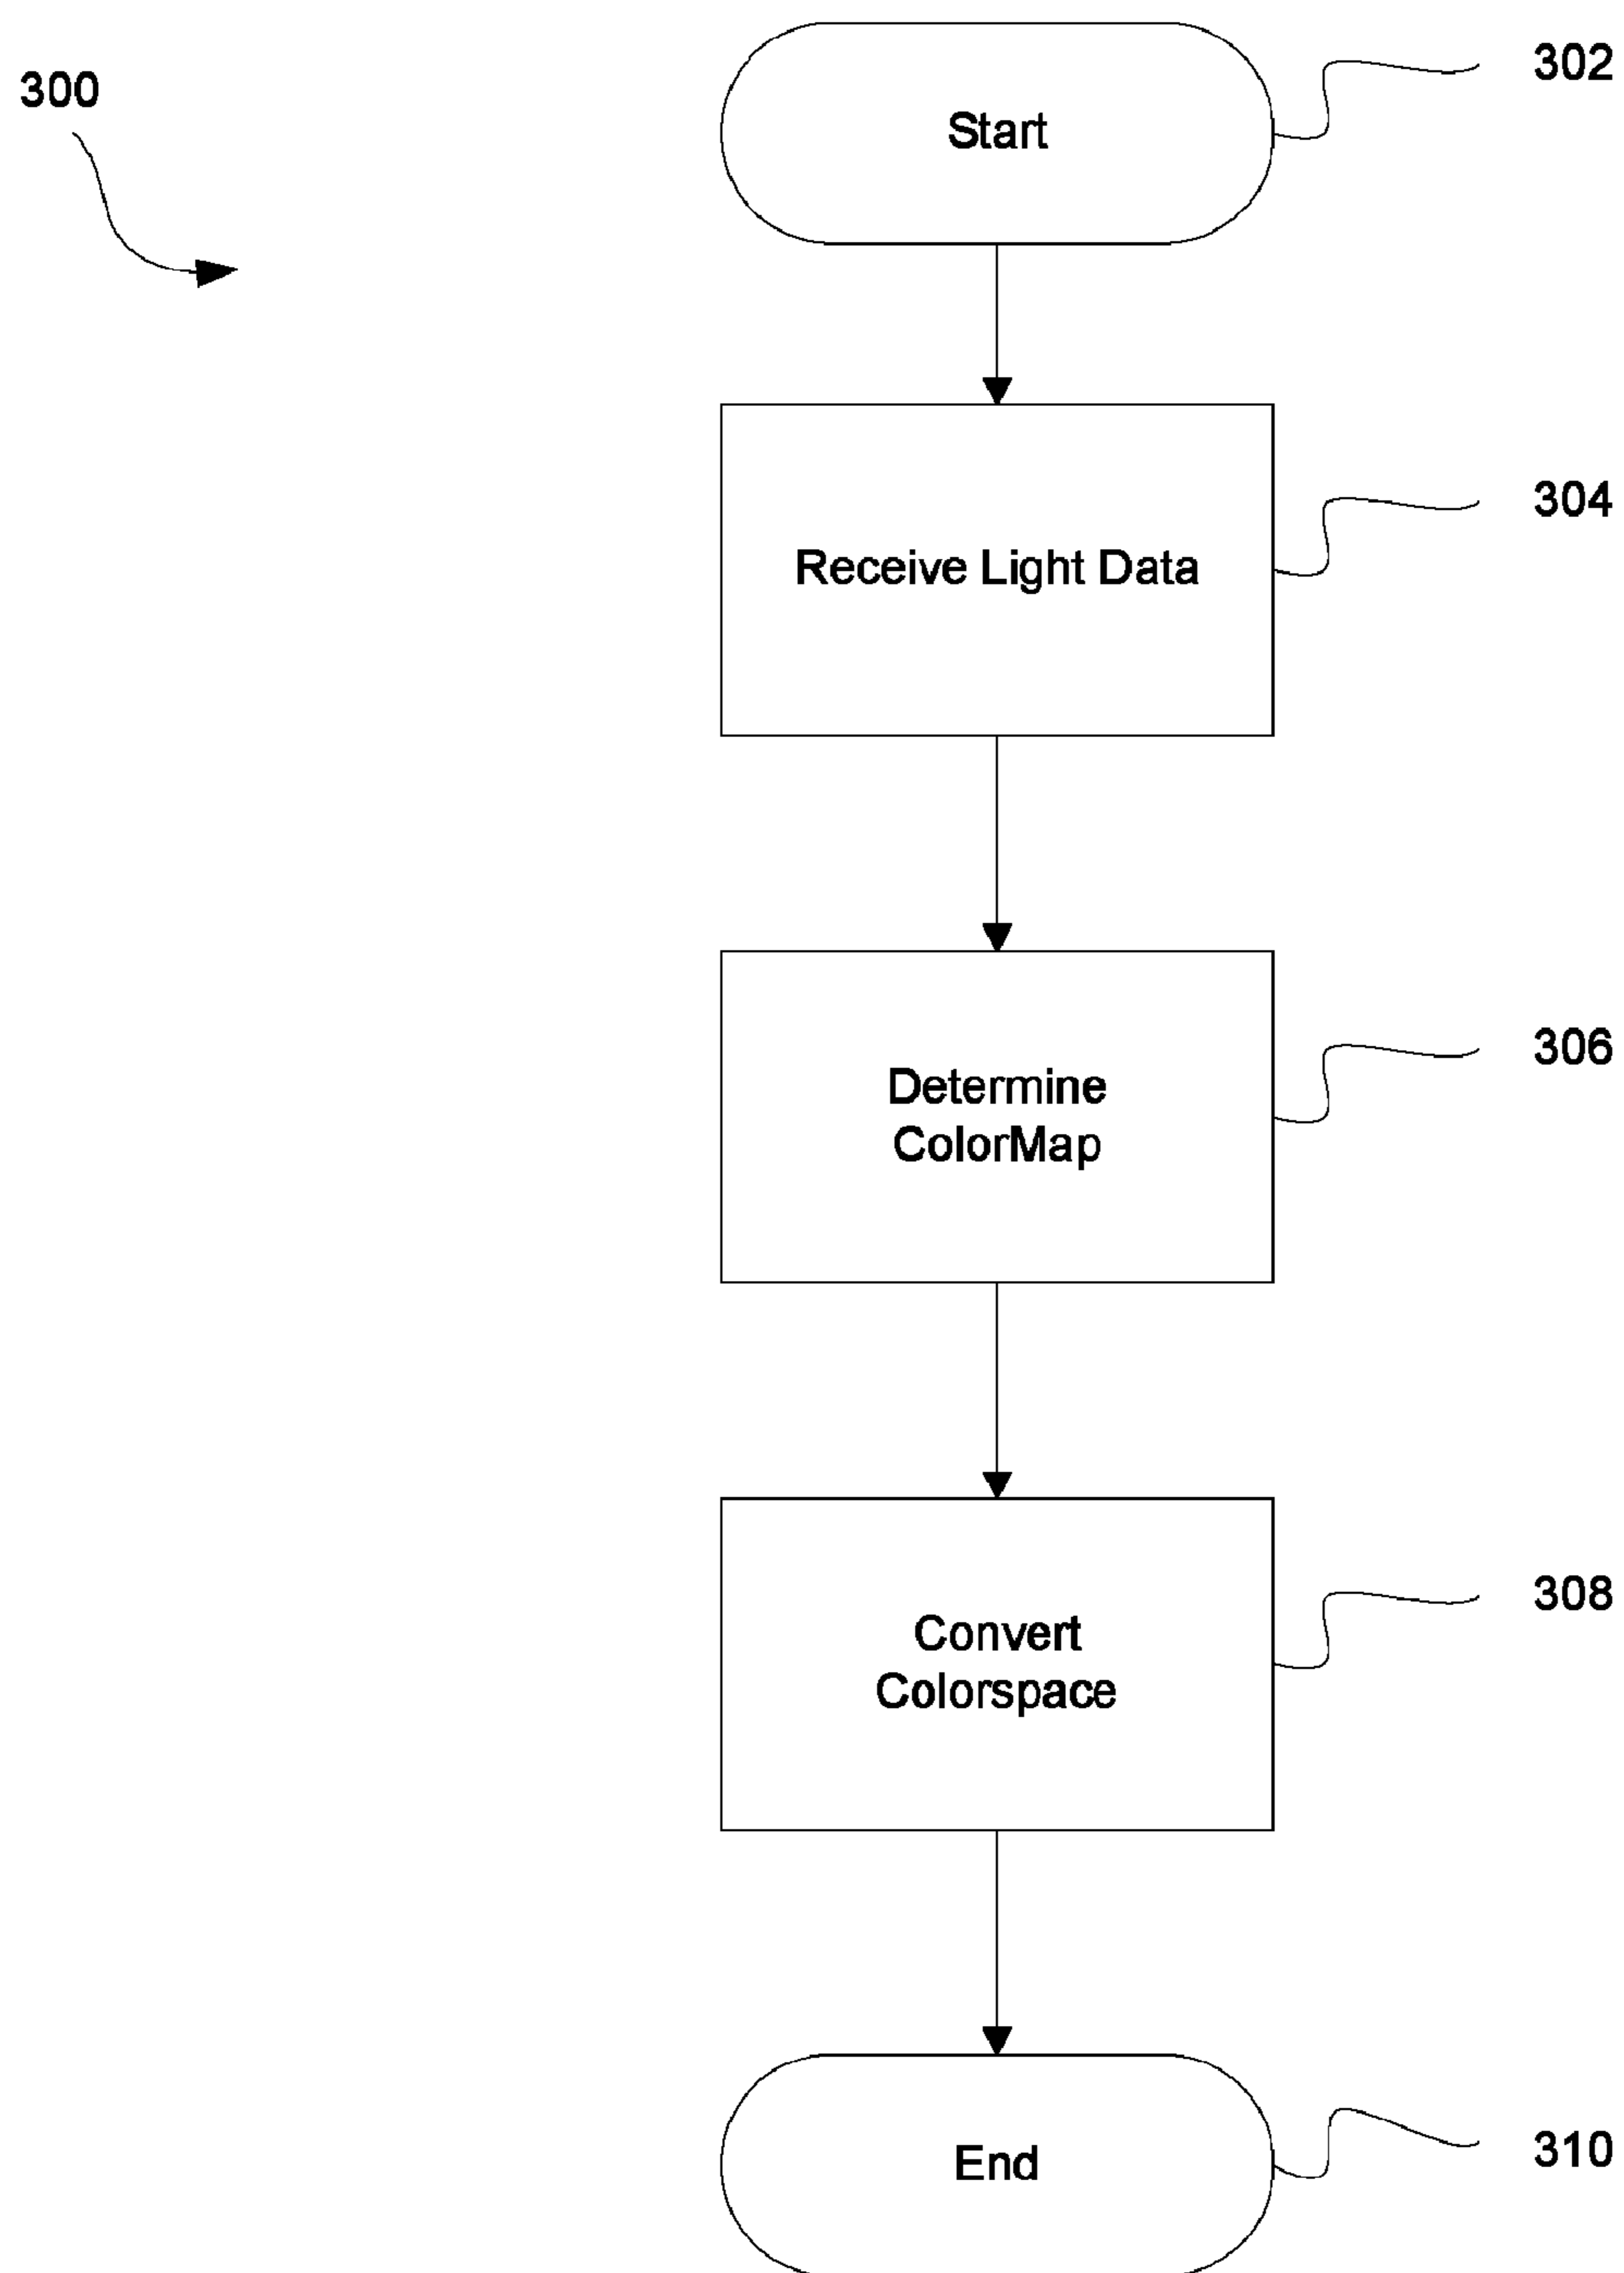 300
Start
302
Receive Light Data
304
Determine
ColorMap
306
Convert
Colorspace
308
End
310